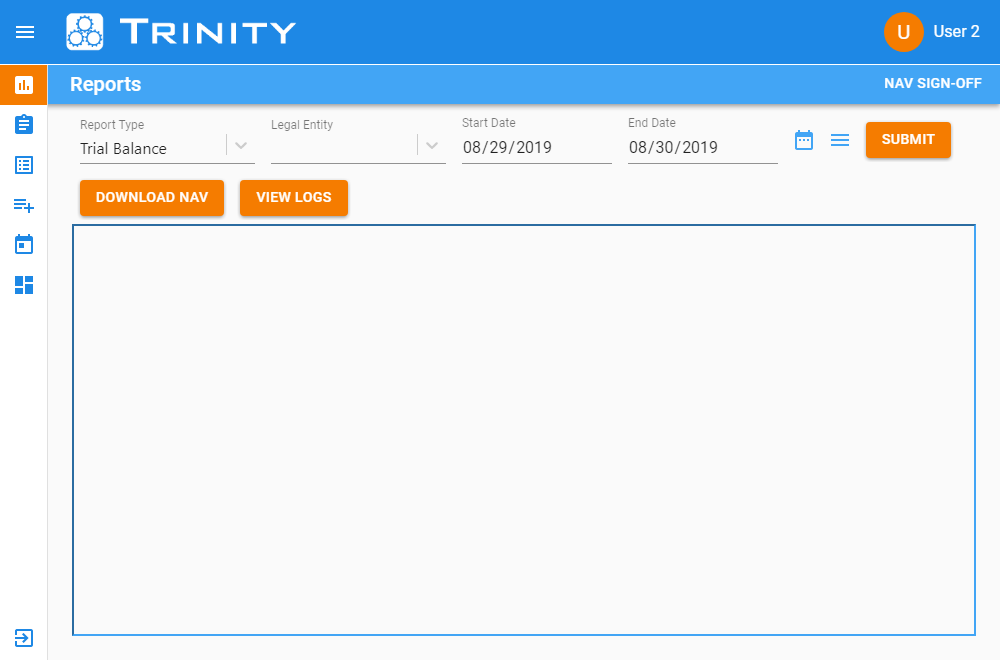 TRINITY
U
User 2
Reports
NAV SIGN-OFF
Report Type
Legal Entity
Start Date
End Date
Trial Balance
08/29/2019
08/30/2019
SUBMIT
DOWNLOAD NAV
VIEW LOGS